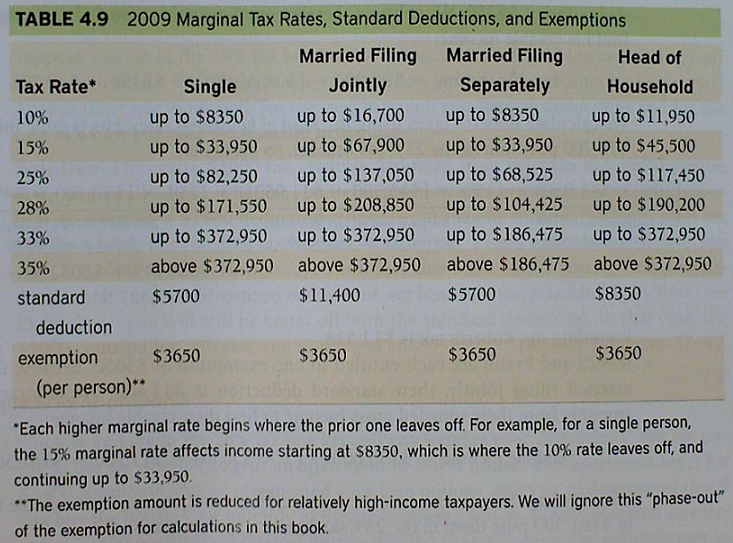 TABLE 4.9 2009 Marginal Tax Rates, Standard Deductions, and Exemptions
Married Filing Married Filing Head of
Tax Rate* Single Jointly Separately Household
10% up to $8350 up to $16,700 up to $8350 up to $11,950
15% up to $33,950 up to $67,900 up to $33,950 up to $45,500
25% up to $82,250 up to $137,050 up to $68,525 up to $117,450
28% up to $171,550 up to $208,850 up to $104,425 up to $190,200
33% up to $372,950 up to $372,950 up to $186,475 up to $372,950
35% above $372,950 above $372,950 above $186,475 above $372,950
standard $5700 $11,400 $5700 $8350
deduction
exemption $3650 $3650 $3650 $3650
(per person)**
*Each higher marginal rate begins where the prior one leaves off. For example, for a single person,
the 15% marginal rate affects income starting at $8350, which is where the 10% rate leaves off, and
continuing up to $33,950.
**The exemption amount is reduced for relatively high-income taxpayers. We will ignore this "phase-out"
of the exemption for calculations in this book.